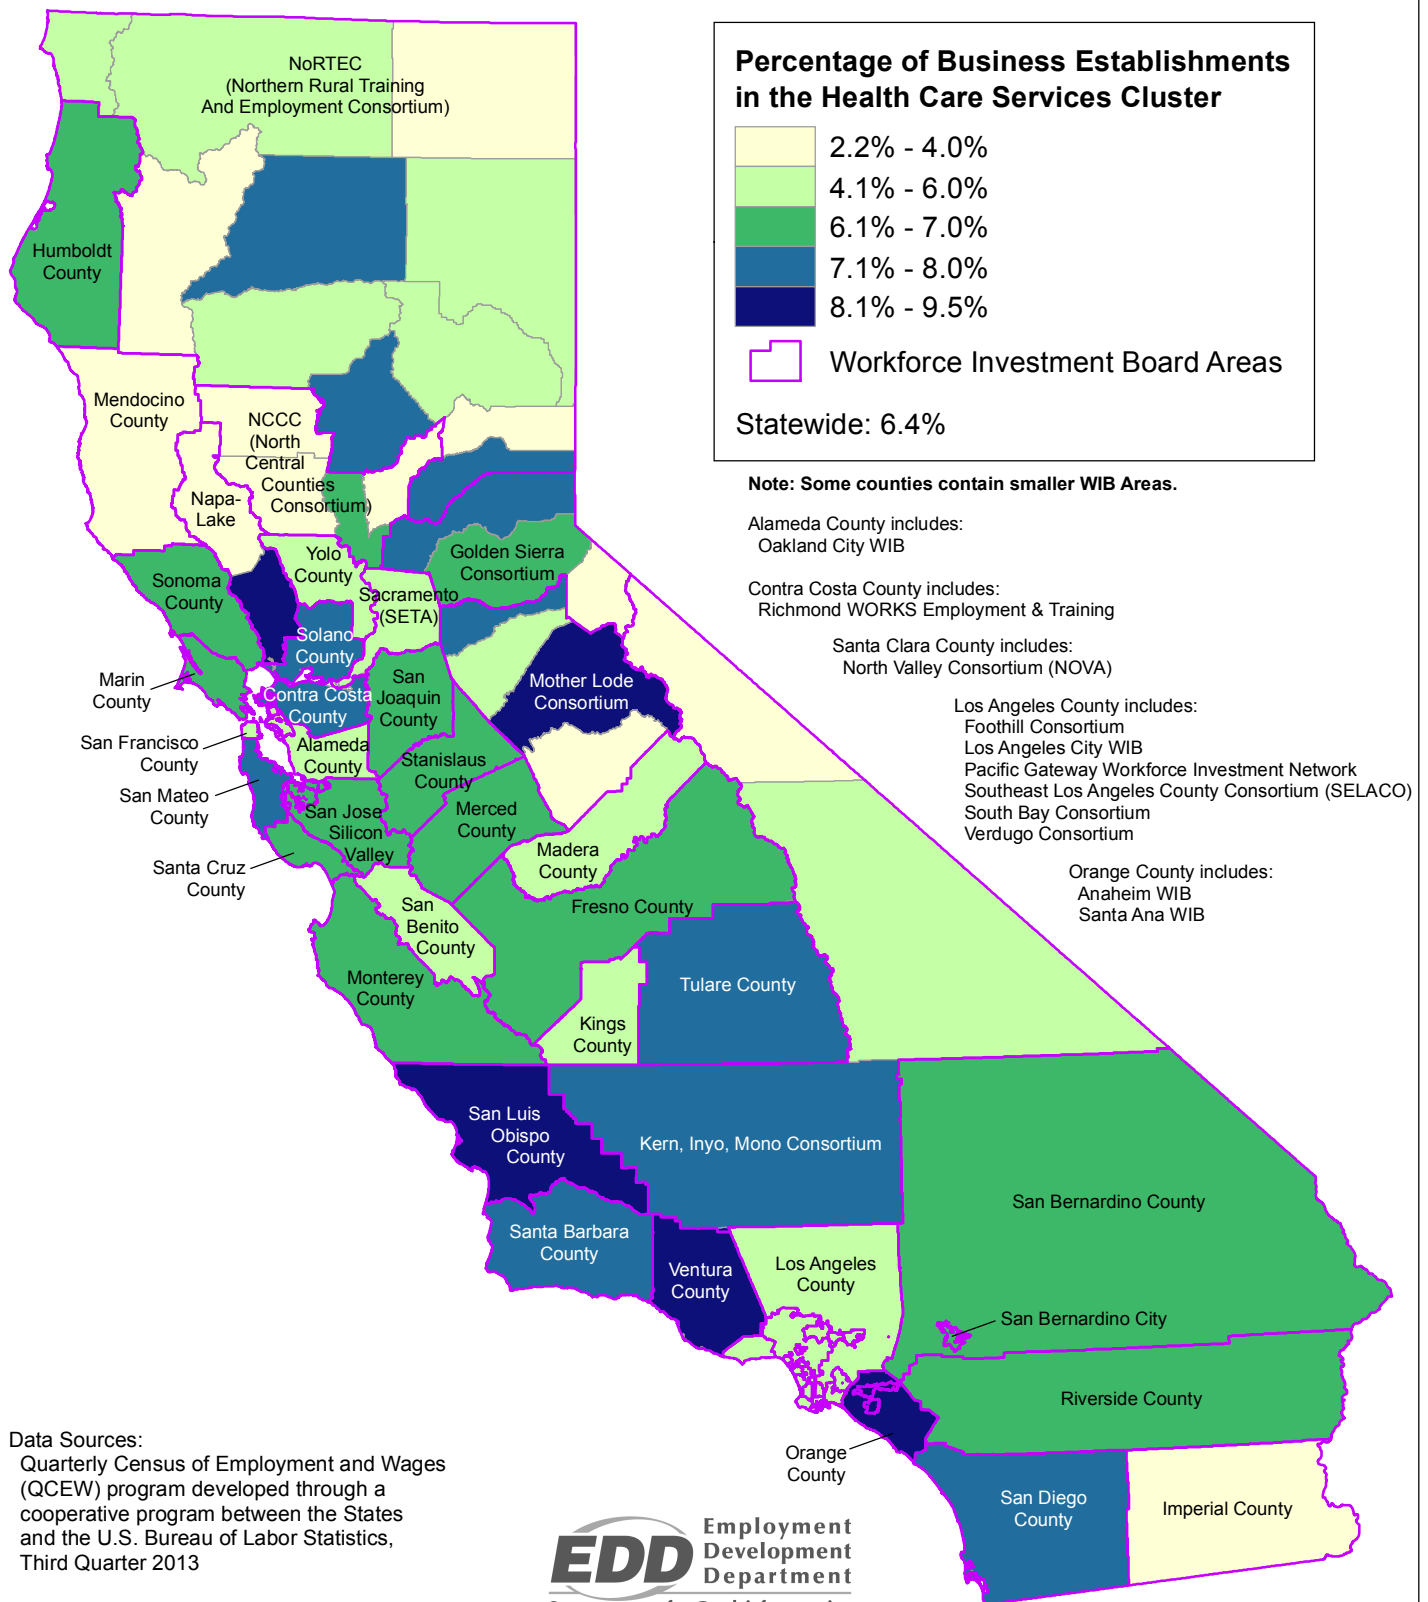 Percentage of Business Establishments
in the Health Care Services Cluster
2.2% - 4.0%
4.1% - 6.0%
6.1% - 7.0%
7.1% - 8.0%
8.1% - 9.5%
Workforce Investment Board Areas
Statewide: 6.4%
Note: Some counties contain smaller WIB Areas.
Alameda County includes:
Oakland City WIB
Contra Costa County includes:
Richmond WORKS Employment & Training
Santa Clara County includes:
North Valley Consortium (NOVA)
Los Angeles County includes:
Foothill Consortium
Los Angeles City WIB
Pacific Gateway Workforce Investment Network
Southeast Los Angeles County Consortium (SELACO)
South Bay Consortium
Verdugo Consortium
Orange County includes:
Anaheim WIB
Santa Ana WIB
NoRTEC
(Northern Rural Training
And Employment Consortium)
Humboldt
County
Mendocino
County
NCCC
(North
Central
Counties
Consortium)
Napa-
Lake
Yolo
County
Golden Sierra
Consortium
Sonoma
County
Sacramento
(SETA)
Solano
County
Marin
County
Contra Costa
County
San
Joaquin
County
Mother Lode
Consortium
San Francisco
County
Alameda
County
Stanislaus
County
San Mateo
County
San Jose
Silicon
Valley
Merced
County
Santa Cruz
County
Madera
County
San
Benito
County
Fresno County
Monterey
County
Tulare County
Kings
County
San Luis
Obispo
County
Kern, Inyo, Mono Consortium
San Bernardino County
Santa Barbara
County
Ventura
County
Los Angeles
County
San Bernardino City
Riverside County
Orange
County
San Diego
County
Imperial County
Data Sources:
Quarterly Census of Employment and Wages
(QCEW) program developed through a
cooperative program between the States
and the U.S. Bureau of Labor Statistics,
Third Quarter 2013
EDD
Employment
Development
Department